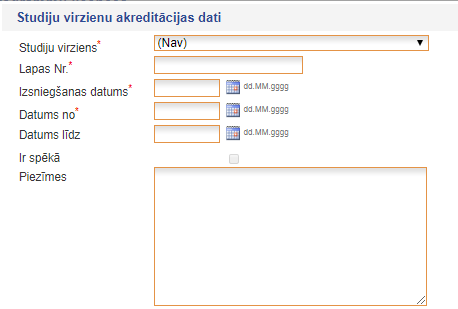 Studiju virzienu akreditācijas dati
Studiju virziens* (Nav)
Lapas Nr.*
Izsniegšanas datums* dd.MM.gggg
Datums no* dd.MM.gggg
Datums līdz dd.MM.gggg
Ir spēkā
Piezīmes